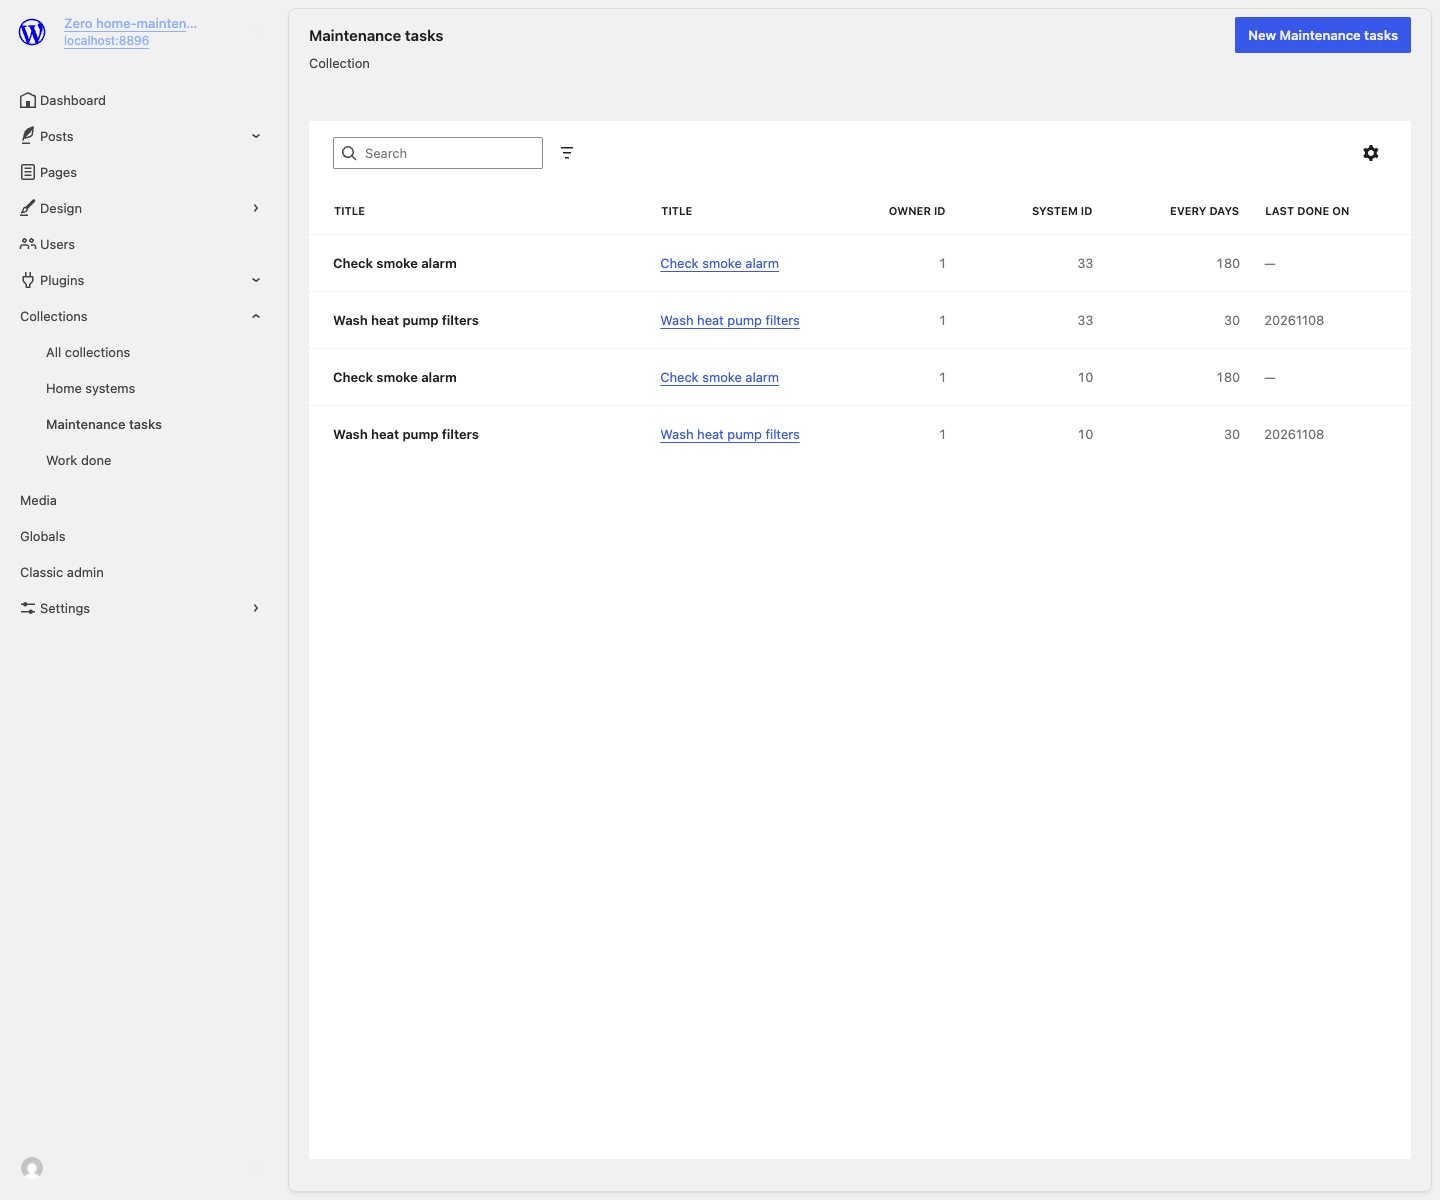 Zero home-mainten...
localhost:8896
Dashboard
Posts
Pages
Design
Users
Plugins
Collections
All collections
Home systems
Maintenance tasks
Work done
Media
Globals
Classic admin
Settings
Maintenance tasks
New Maintenance tasks
Collection
Search
TITLE TITLE OWNER ID SYSTEM ID EVERY DAYS LAST DONE ON
Check smoke alarm Check smoke alarm 1 33 180 —
Wash heat pump filters Wash heat pump filters 1 33 30 20261108
Check smoke alarm Check smoke alarm 1 10 180 —
Wash heat pump filters Wash heat pump filters 1 10 30 20261108